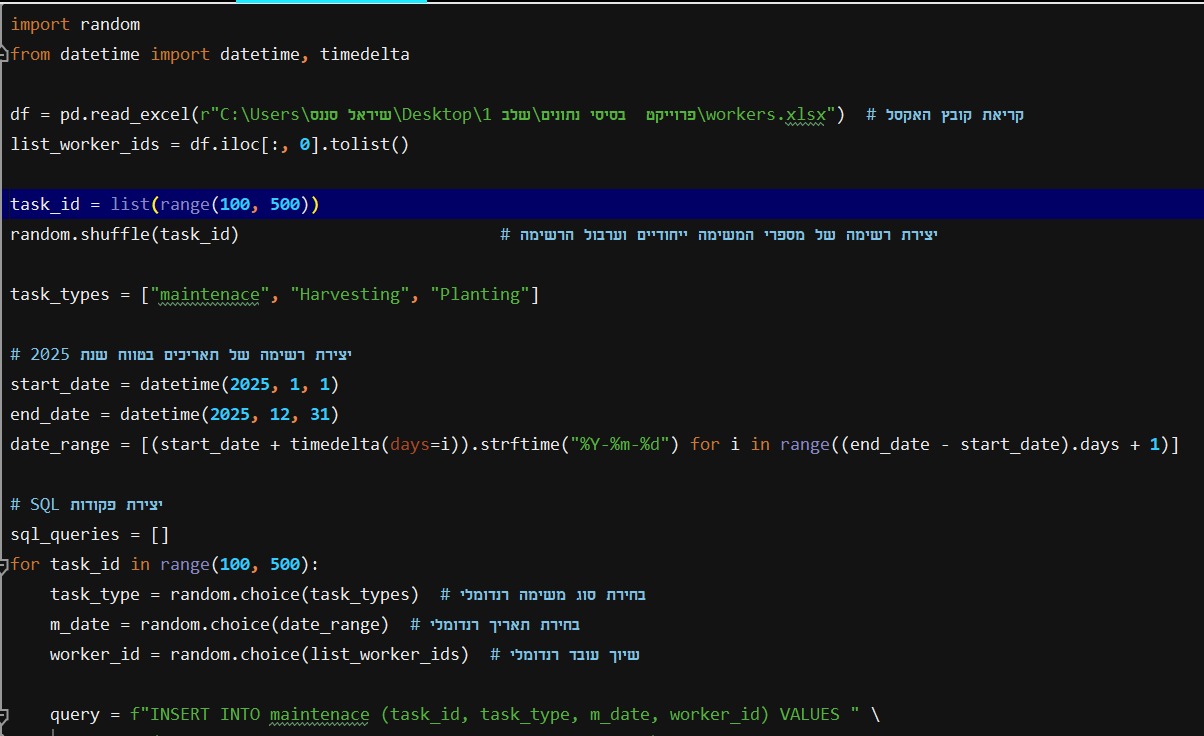 import random
from datetime import datetime, timedelta
df = pd.read_excel(r"C:\Users\שיראל סננס\Desktop\1 שלב\בסיסי נתונים  פרוייקט\workers.xlsx")  # קריאת קובץ האקסל
list_worker_ids = df.iloc[:, 0].tolist()
task_id = list(range(100, 500))
random.shuffle(task_id)                          # יצירת רשימה של מספרי המשימה ייחודיים וערבול הרשימה
task_types = ["maintenace", "Harvesting", "Planting"]
# יצירת רשימה של תאריכים בטווח שנת 2025
start_date = datetime(2025, 1, 1)
end_date = datetime(2025, 12, 31)
date_range = [(start_date + timedelta(days=i)).strftime("%Y-%m-%d") for i in range((end_date - start_date).days + 1)]
# יצירת פקודות SQL
sql_queries = []
for task_id in range(100, 500):
    task_type = random.choice(task_types)  # בחירת סוג משימה רנדומלי
    m_date = random.choice(date_range)  # בחירת תאריך רנדומלי
    worker_id = random.choice(list_worker_ids)  # שיוך עובד רנדומלי
    query = f"INSERT INTO maintenace (task_id, task_type, m_date, worker_id) VALUES " \